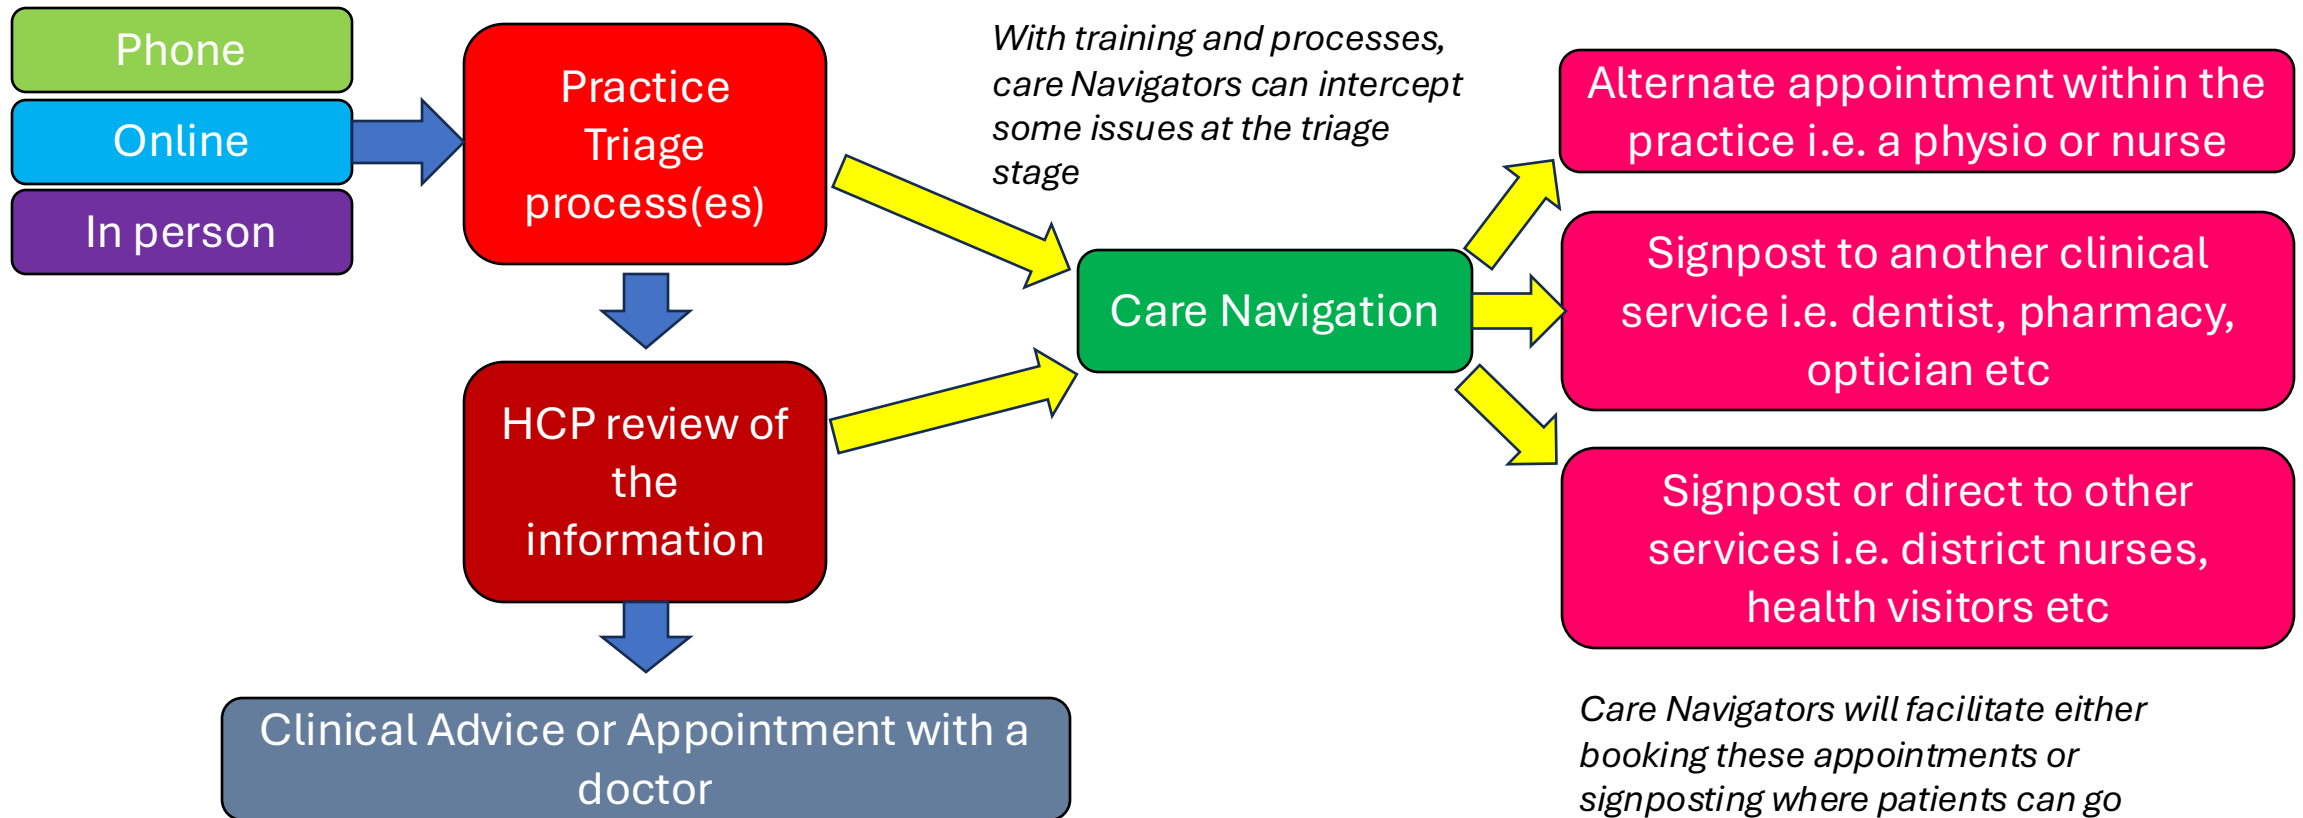 Phone
Online
In person
Practice
Triage
process(es)
With training and processes,
care Navigators can intercept
some issues at the triage
stage
HCP review of
the
information
Clinical Advice or Appointment with a
doctor
Care Navigation
Alternate appointment within the
practice i.e. a physio or nurse
Signpost to another clinical
service i.e. dentist, pharmacy,
optician etc
Signpost or direct to other
services i.e. district nurses,
health visitors etc
Care Navigators will facilitate either
booking these appointments or
signposting where patients can go